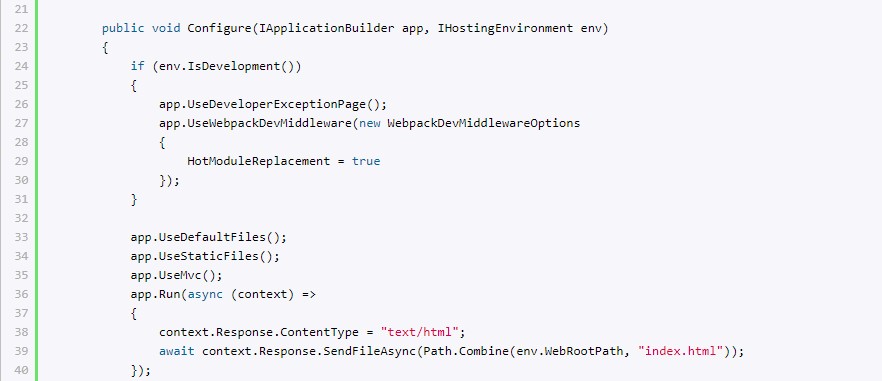 21
22         public void Configure(IApplicationBuilder app, IHostingEnvironment env)
23         {
24             if (env.IsDevelopment())
25             {
26                 app.UseDeveloperExceptionPage();
27                 app.UseWebpackDevMiddleware(new WebpackDevMiddlewareOptions
28                 {
29                     HotModuleReplacement = true
30                 });
31             }
32
33             app.UseDefaultFiles();
34             app.UseStaticFiles();
35             app.UseMvc();
36             app.Run(async (context) =>
37             {
38                 context.Response.ContentType = "text/html";
39                 await context.Response.SendFileAsync(Path.Combine(env.WebRootPath, "index.html"));
40             });